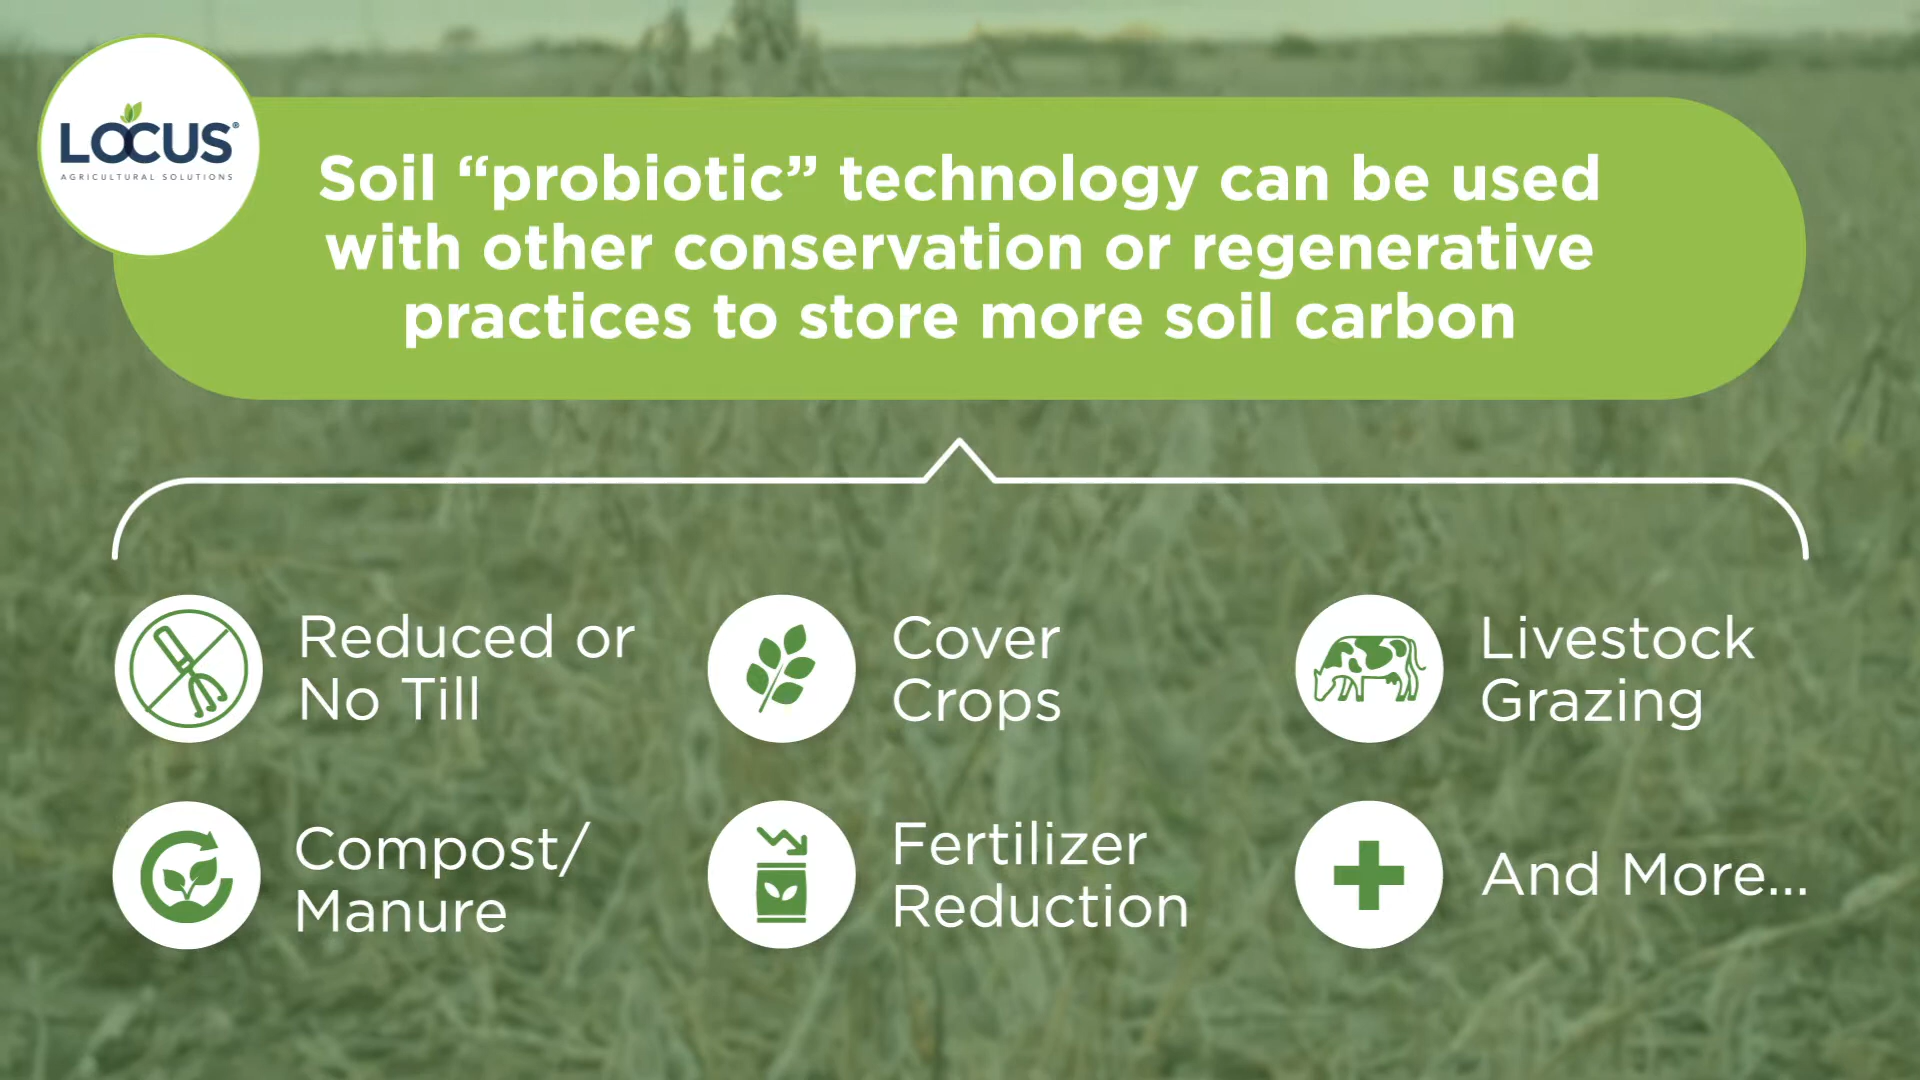 LOCUS®
AGRICULTURAL SOLUTIONS
Soil “probiotic” technology can be used
with other conservation or regenerative
practices to store more soil carbon
Reduced or
No Till
Cover
Crops
Livestock
Grazing
Compost/
Manure
Fertilizer
Reduction
And More...